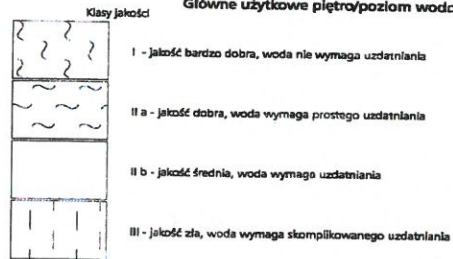 Klasy jakości
Główne użytkowe piętro/poziom
I - jakość bardzo dobra, woda nie wymaga uzdatniania
II a - jakość dobra, woda wymaga prostego uzdatniania
II b - jakość średnia, woda wymaga uzdatniania
III - jakość zła, woda wymaga skomplikowanego uzdatniania